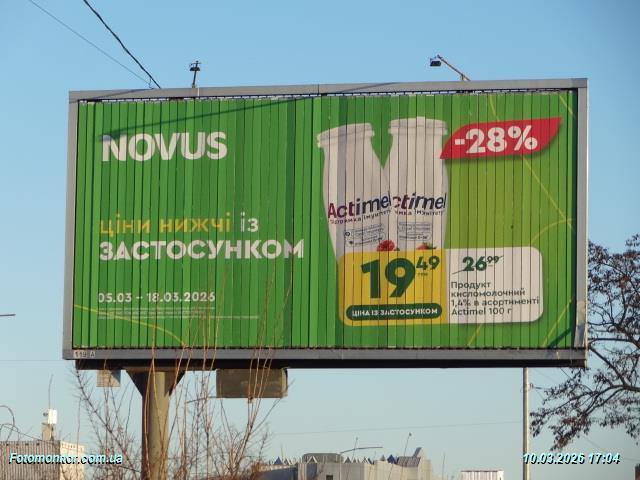 NOVUS
-28%
Actimel
Actimel
ЦІНИ НИЖЧІ ІЗ
ЗАСТОСУНКОМ
19 49
26 99
Продукт
кисломолочний
1,4% в асортименті
Actimel 100 г
ЦІНА ІЗ ЗАСТОСУНКОМ
05.03 – 18.03.2026
119 A
Fotomonitor.com.ua
10.03.2026 17:04